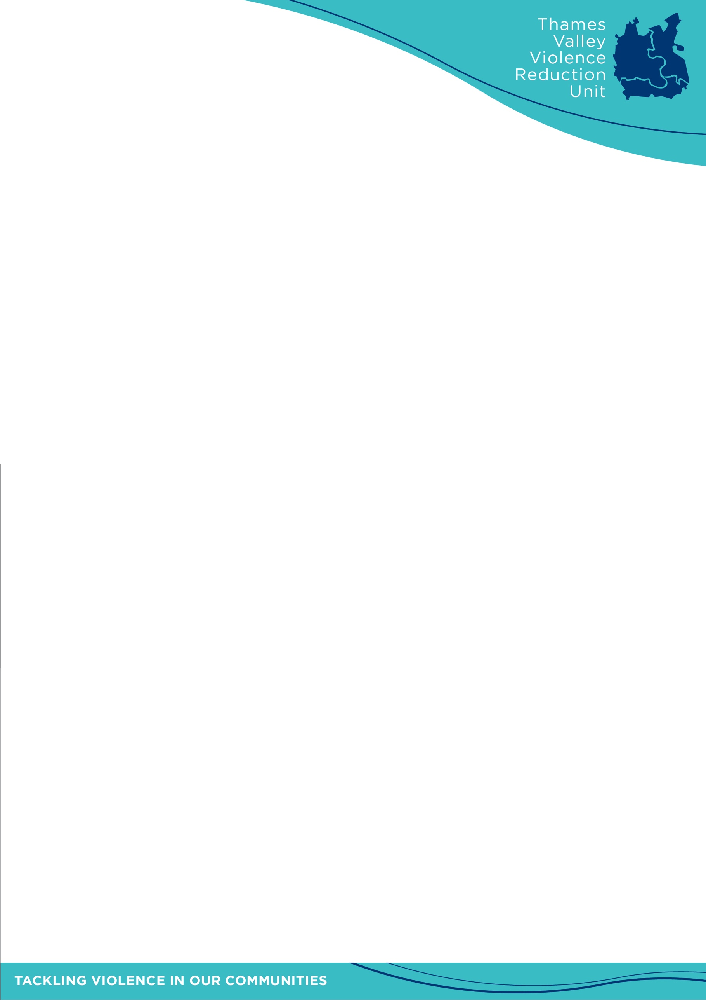 Thames
Valley
Violence
Reduction
Unit
TACKLING VIOLENCE IN OUR COMMUNITIES